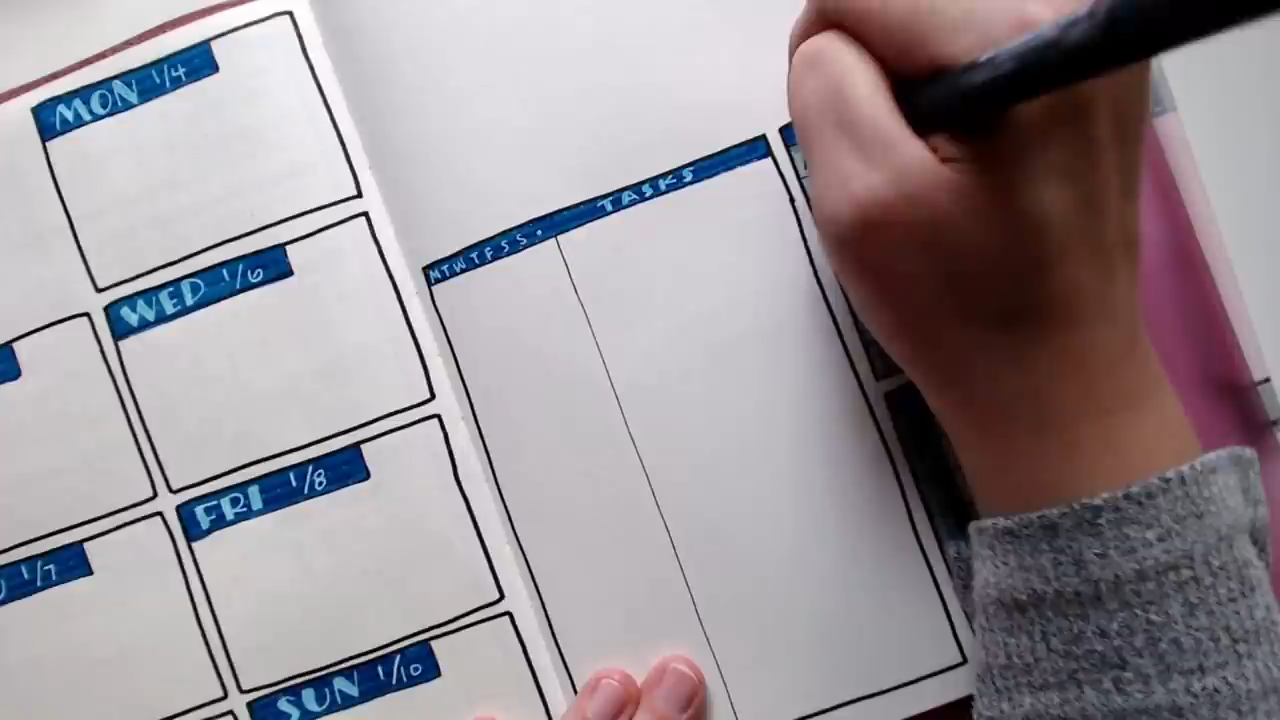 MON 1/4
WED 1/6
FRI 1/8
1/7
SUN 1/10
MTWTFSS. TASKS